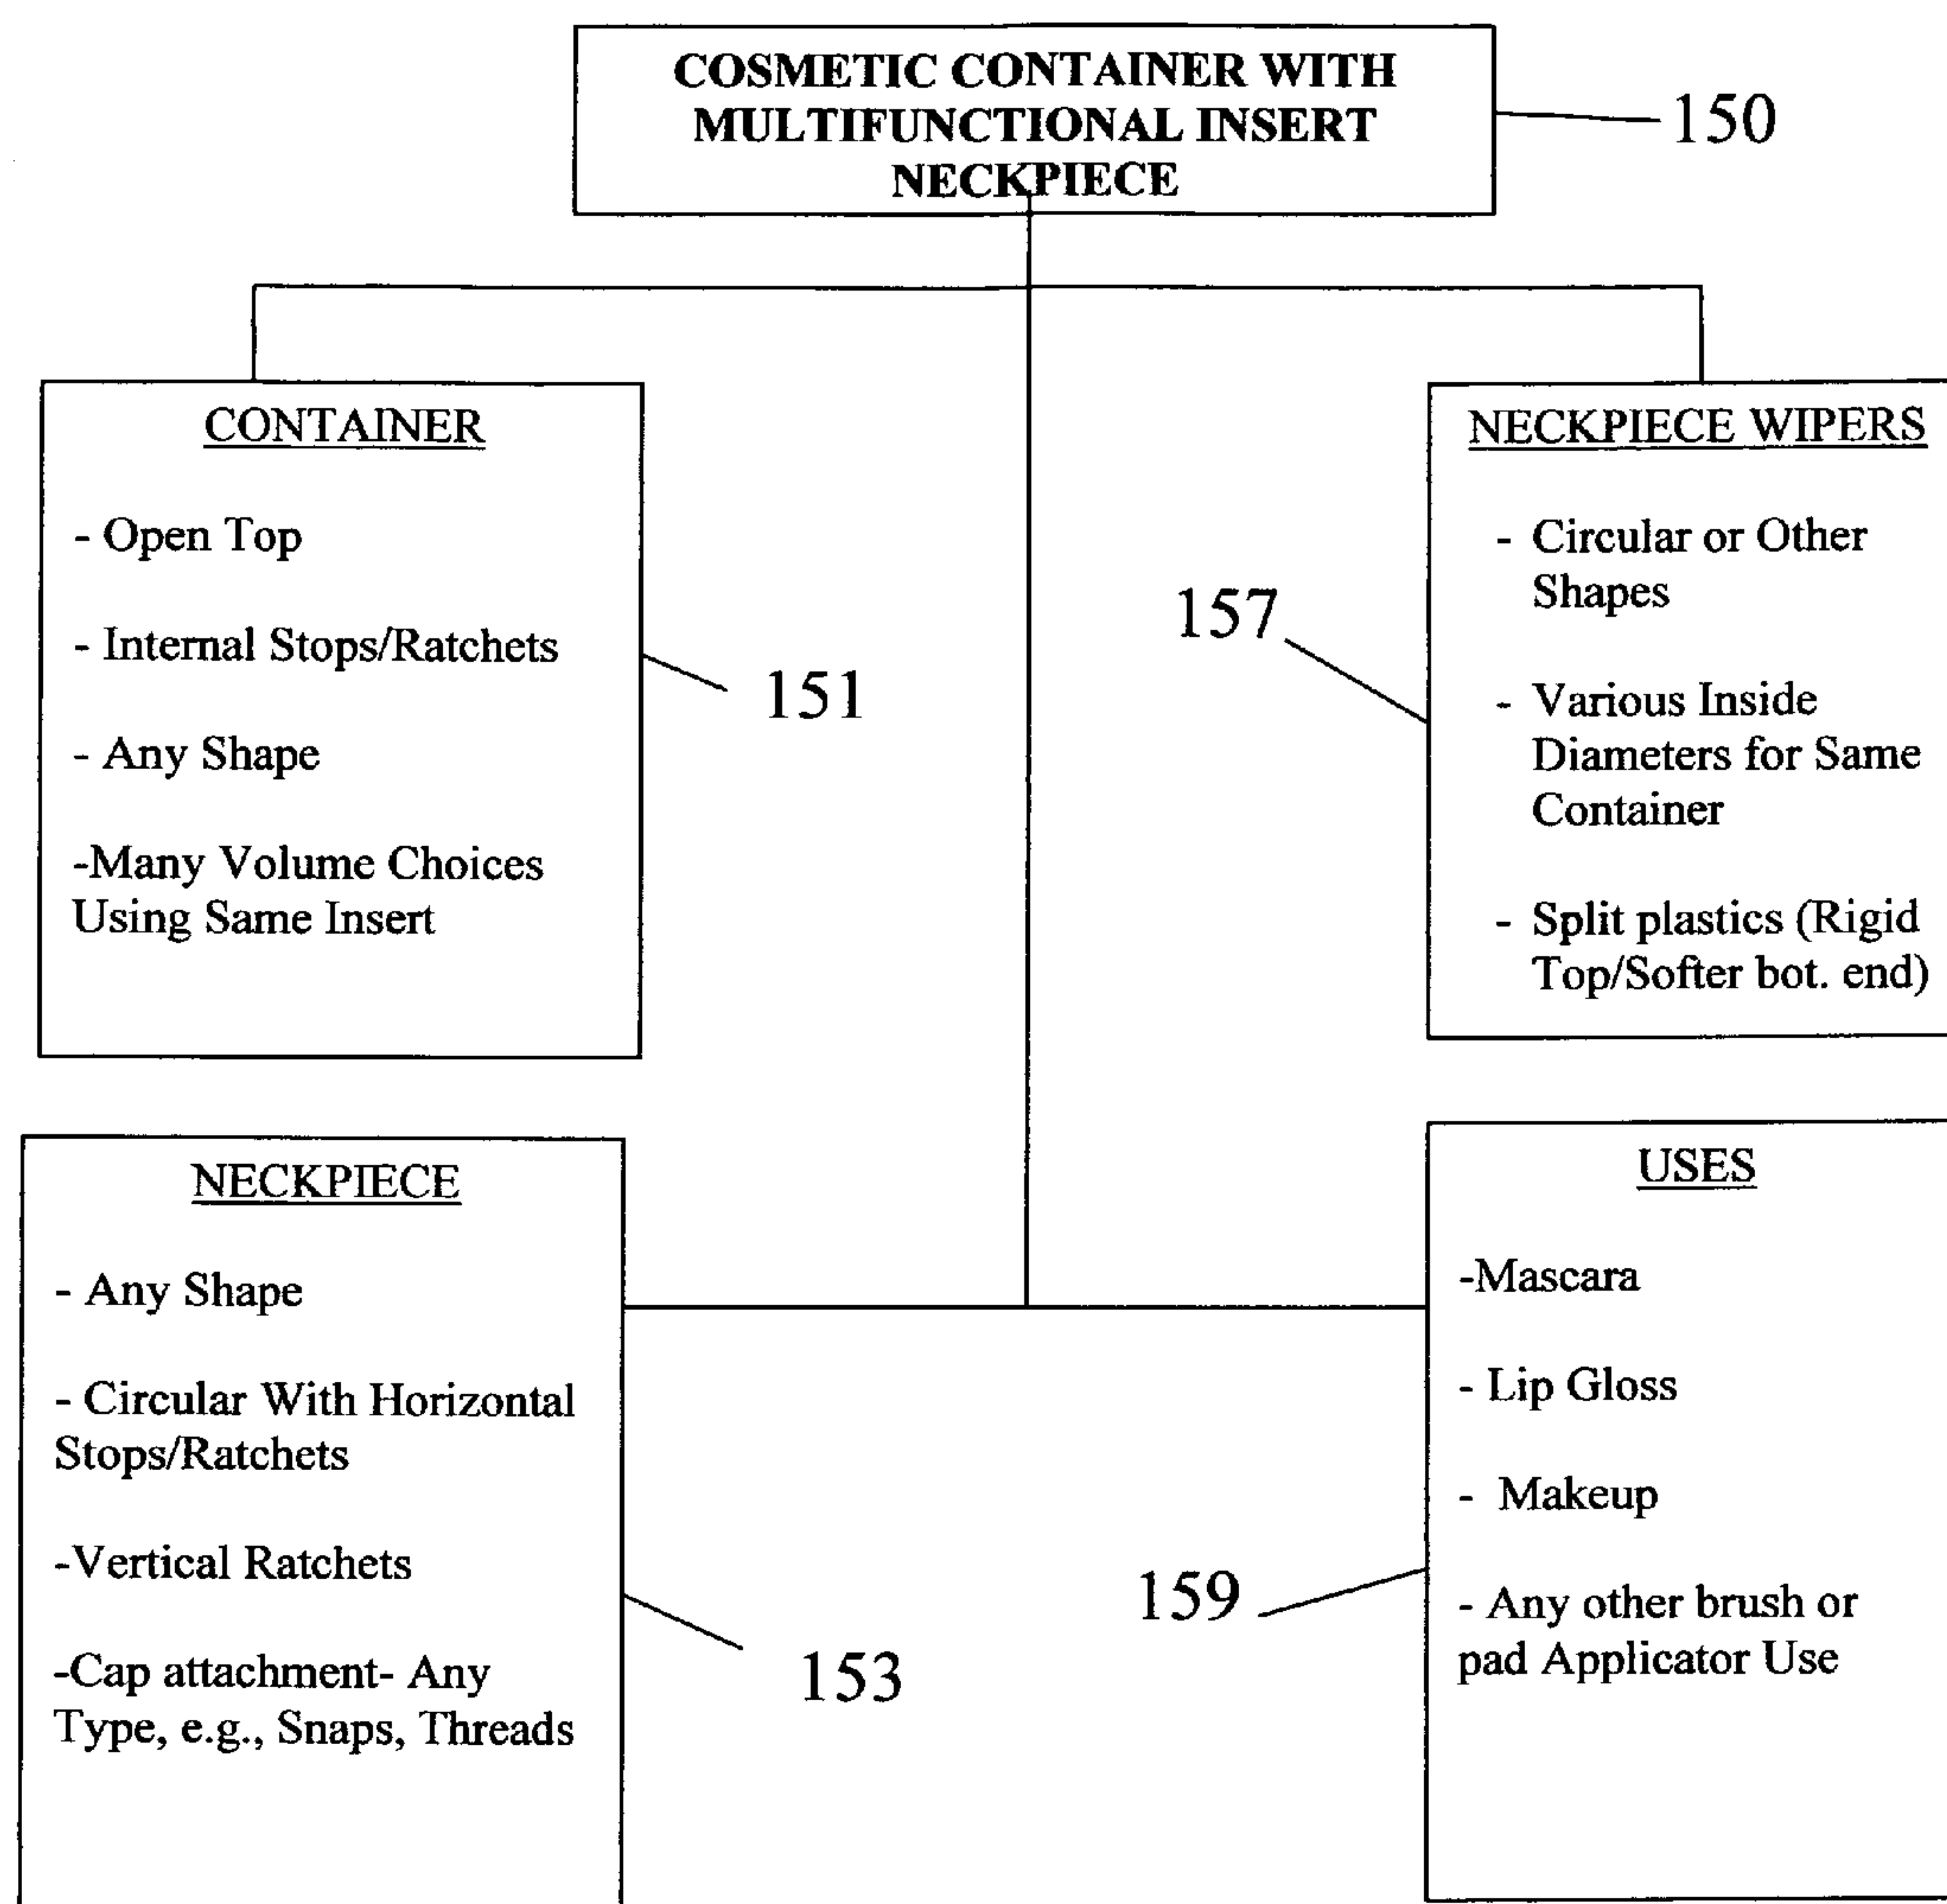 COSMETIC CONTAINER WITH
MULTIFUNCTIONAL INSERT
NECKPIECE
150
CONTAINER
- Open Top
- Internal Stops/Ratchets
- Any Shape
-Many Volume Choices
Using Same Insert
151
NECKPIECE WIPERS
- Circular or Other
Shapes
- Various Inside
Diameters for Same
Container
- Split plastics (Rigid
Top/Softer bot. end)
157
NECKPIECE
- Any Shape
- Circular With Horizontal
Stops/Ratchets
-Vertical Ratchets
-Cap attachment- Any
Type, e.g., Snaps, Threads
153
USES
-Mascara
- Lip Gloss
- Makeup
- Any other brush or
pad Applicator Use
159